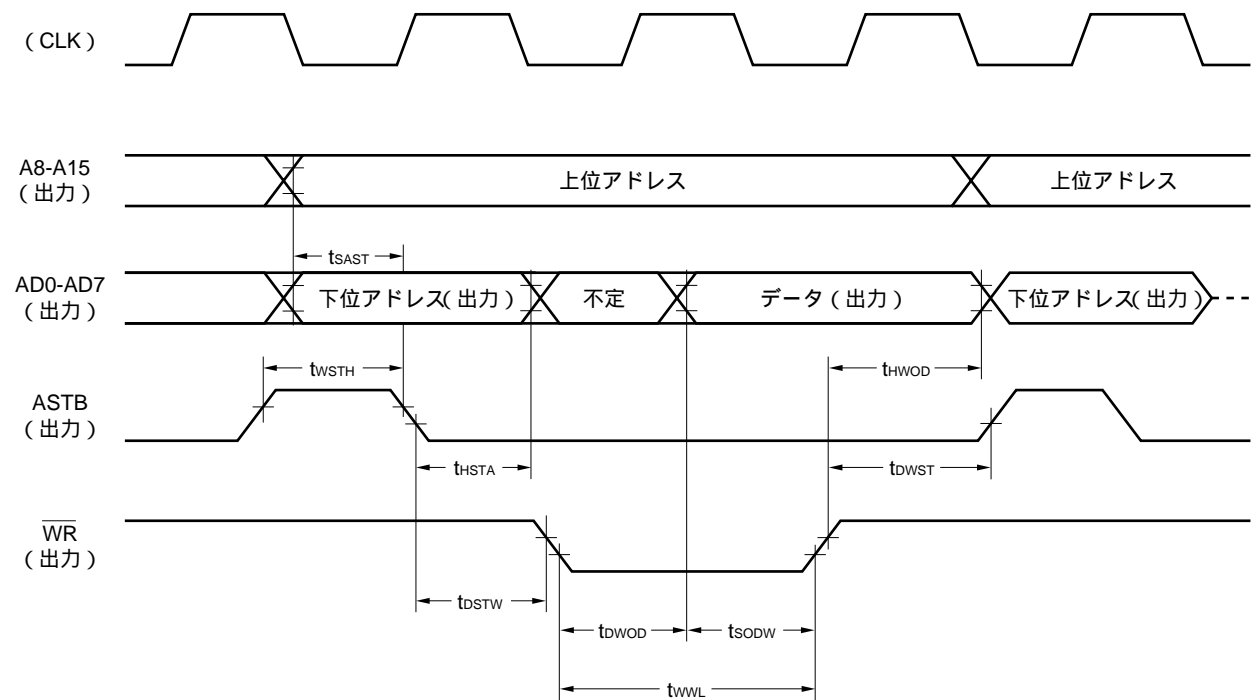 （CLK）
A8-A15
（出力）
上位アドレス
上位アドレス
tSAST
AD0-AD7
（出力）
下位アドレス（出力）
不定
データ（出力）
下位アドレス（出力）
tWSTH
tHWOD
ASTB
（出力）
tHSTA
tDWST
WR
（出力）
tDSTW
tDWOD
tSODW
tWWL